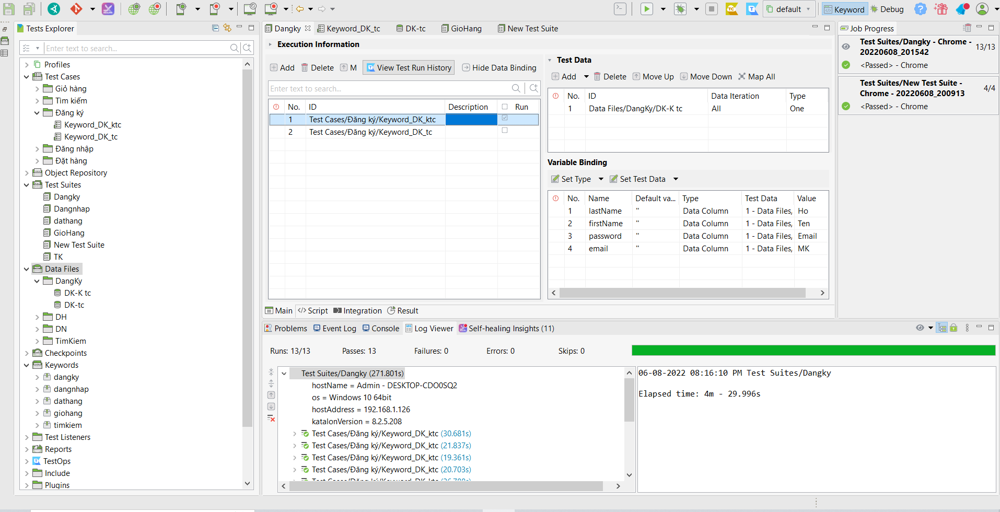 default
Keyword
Debug
Tests Explorer
Enter text to search...
Profiles
Test Cases
Giỏ hàng
Tìm kiếm
Đăng ký
Keyword_DK_ktc
Keyword_DK_tc
Đăng nhập
Đặt hàng
Object Repository
Test Suites
Dangky
Dangnhap
dathang
GioHang
New Test Suite
TK
Data Files
DangKy
DK-K tc
DK-tc
DH
DN
TimKiem
Checkpoints
Keywords
dangky
dangnhap
dathang
giohang
timkiem
Test Listeners
Reports
TestOps
Include
Plugins
Dangky Keyword_DK_tc DK-tc GioHang New Test Suite
Execution Information
Add Delete M View Test Run History Hide Data Binding
Enter text to search...
No. ID Description Run
1 Test Cases/Đăng ký/Keyword_DK_ktc
2 Test Cases/Đăng ký/Keyword_DK_tc
Test Data
Add Delete Move Up Move Down Map All
No. ID Data Iteration Type
1 Data Files/DangKy/DK-K tc All One
Variable Binding
Set Type Set Test Data
No. Name Default va... Type Test Data Value
1 lastName '' Data Column 1 - Data Files, Ho
2 firstName '' Data Column 1 - Data Files, Ten
3 password '' Data Column 1 - Data Files, Email
4 email '' Data Column 1 - Data Files, MK
Main Script Integration Result
Job Progress
Test Suites/Dangky - Chrome - 20220608_201542 13/13
<Passed> - Chrome
Test Suites/New Test Suite - Chrome - 20220608_200913 4/4
<Passed> - Chrome
Problems Event Log Console Log Viewer Self-healing Insights (11)
Runs: 13/13 Passes: 13 Failures: 0 Errors: 0 Skips: 0
Test Suites/Dangky (271.801s)
hostName = Admin - DESKTOP-CDO0SQ2
os = Windows 10 64bit
hostAddress = 192.168.1.126
katalonVersion = 8.2.5.208
Test Cases/Đăng ký/Keyword_DK_ktc (30.681s)
Test Cases/Đăng ký/Keyword_DK_ktc (21.837s)
Test Cases/Đăng ký/Keyword_DK_ktc (19.361s)
Test Cases/Đăng ký/Keyword_DK_ktc (20.703s)
06-08-2022 08:16:10 PM Test Suites/Dangky
Elapsed time: 4m - 29.996s